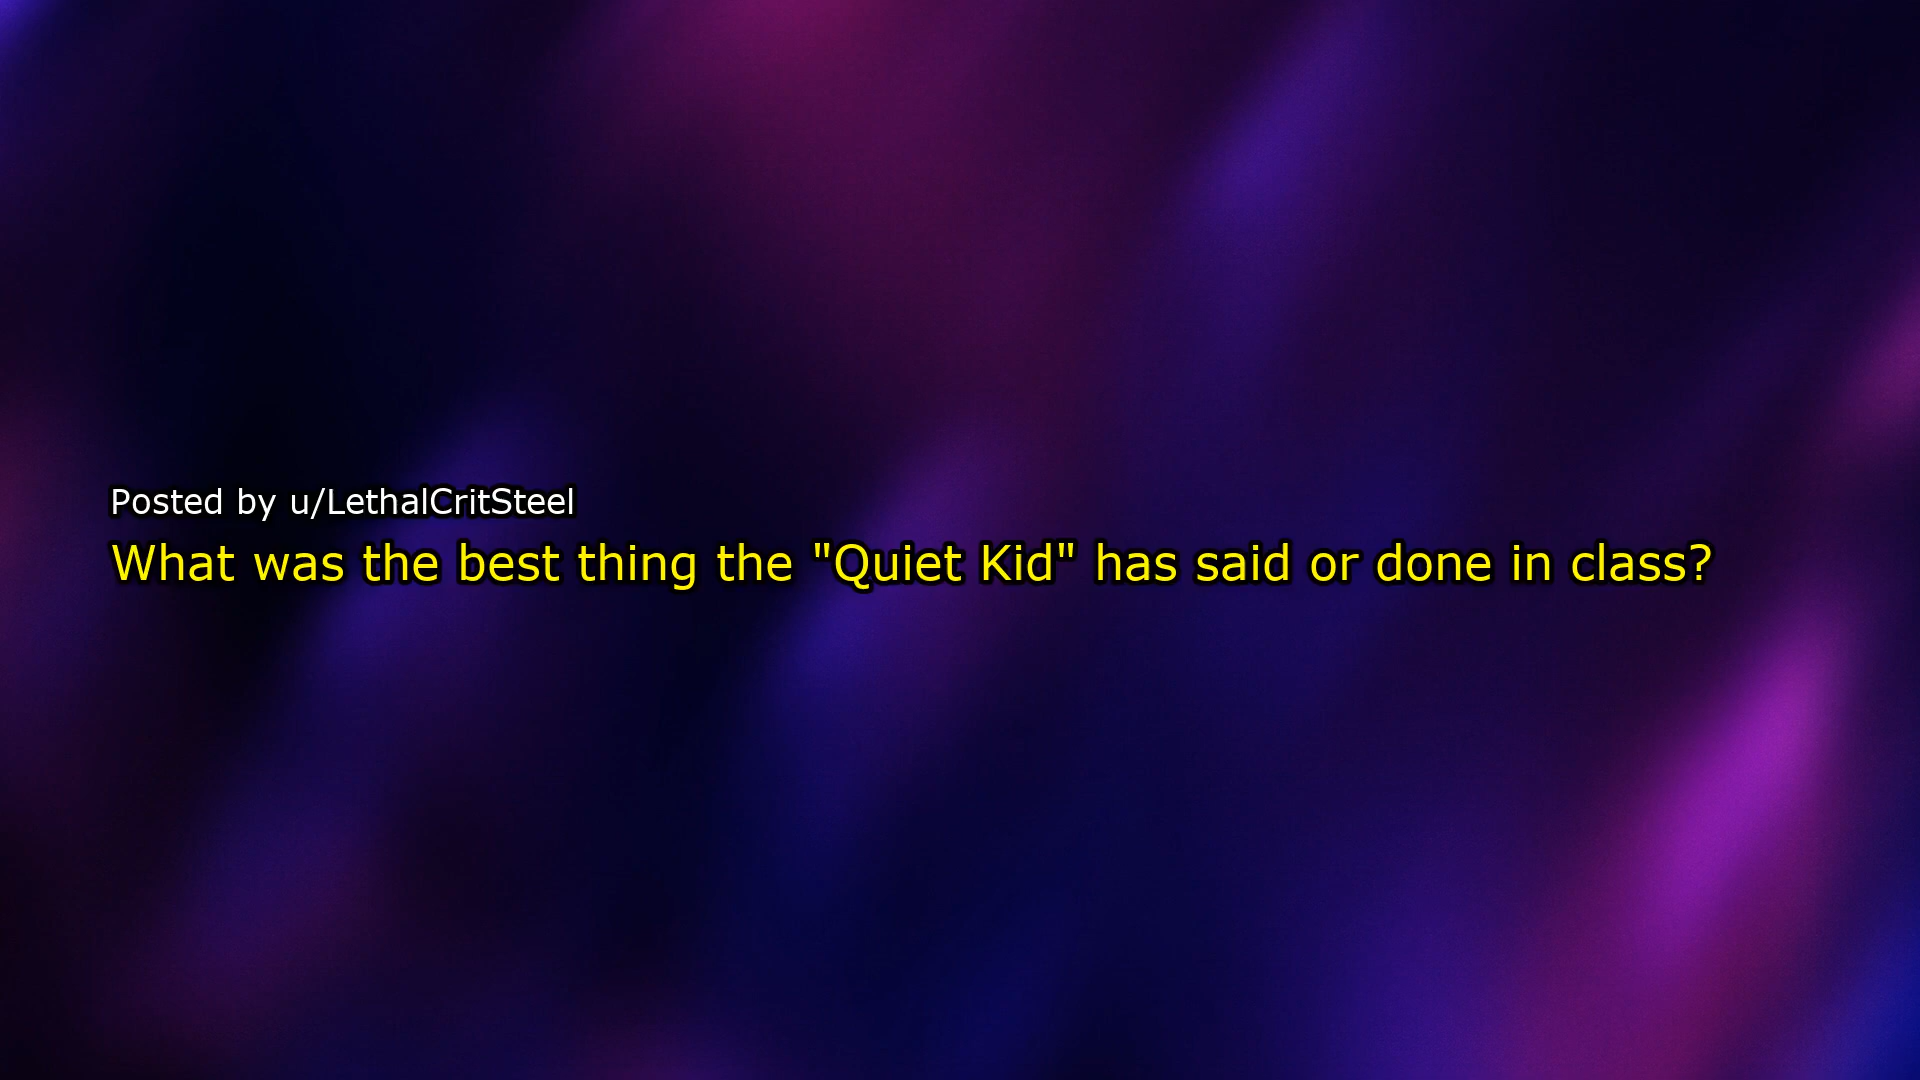 Posted by u/LethalCritSteel
What was the best thing the "Quiet Kid" has said or done in class?